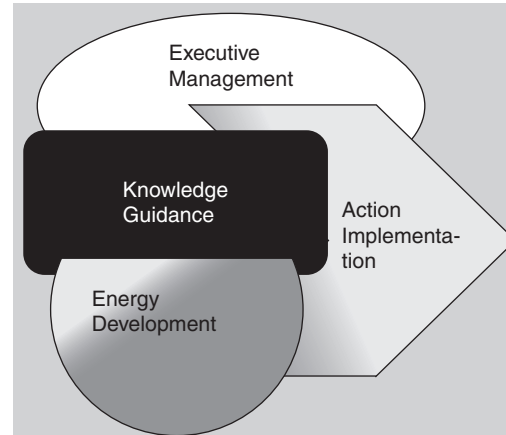 Executive
Management
Knowledge
Guidance
Action
Implementa-
tion
Energy
Development